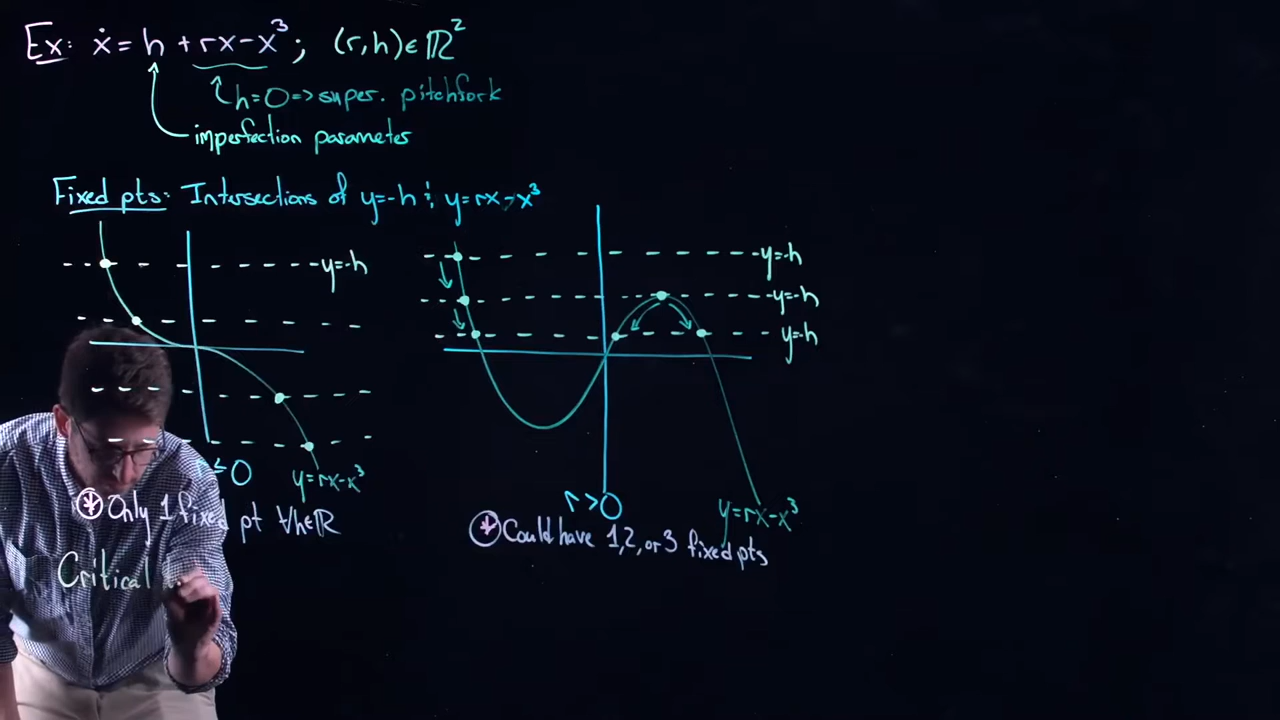 Ex: ẋ = h + rx - x³ ; (r,h) ∈ ℝ²
h=0 => super. pitchfork
imperfection parameter
Fixed pts: Intersections of y=-h & y=rx-x³
y=-h
y=-h
y=-h
y=-h
r ≤ 0
y=rx-x³
r > 0
y=rx-x³
* Only 1 fixed pt ∀h∈ℝ
* Could have 1,2, or 3 fixed pts
Critical